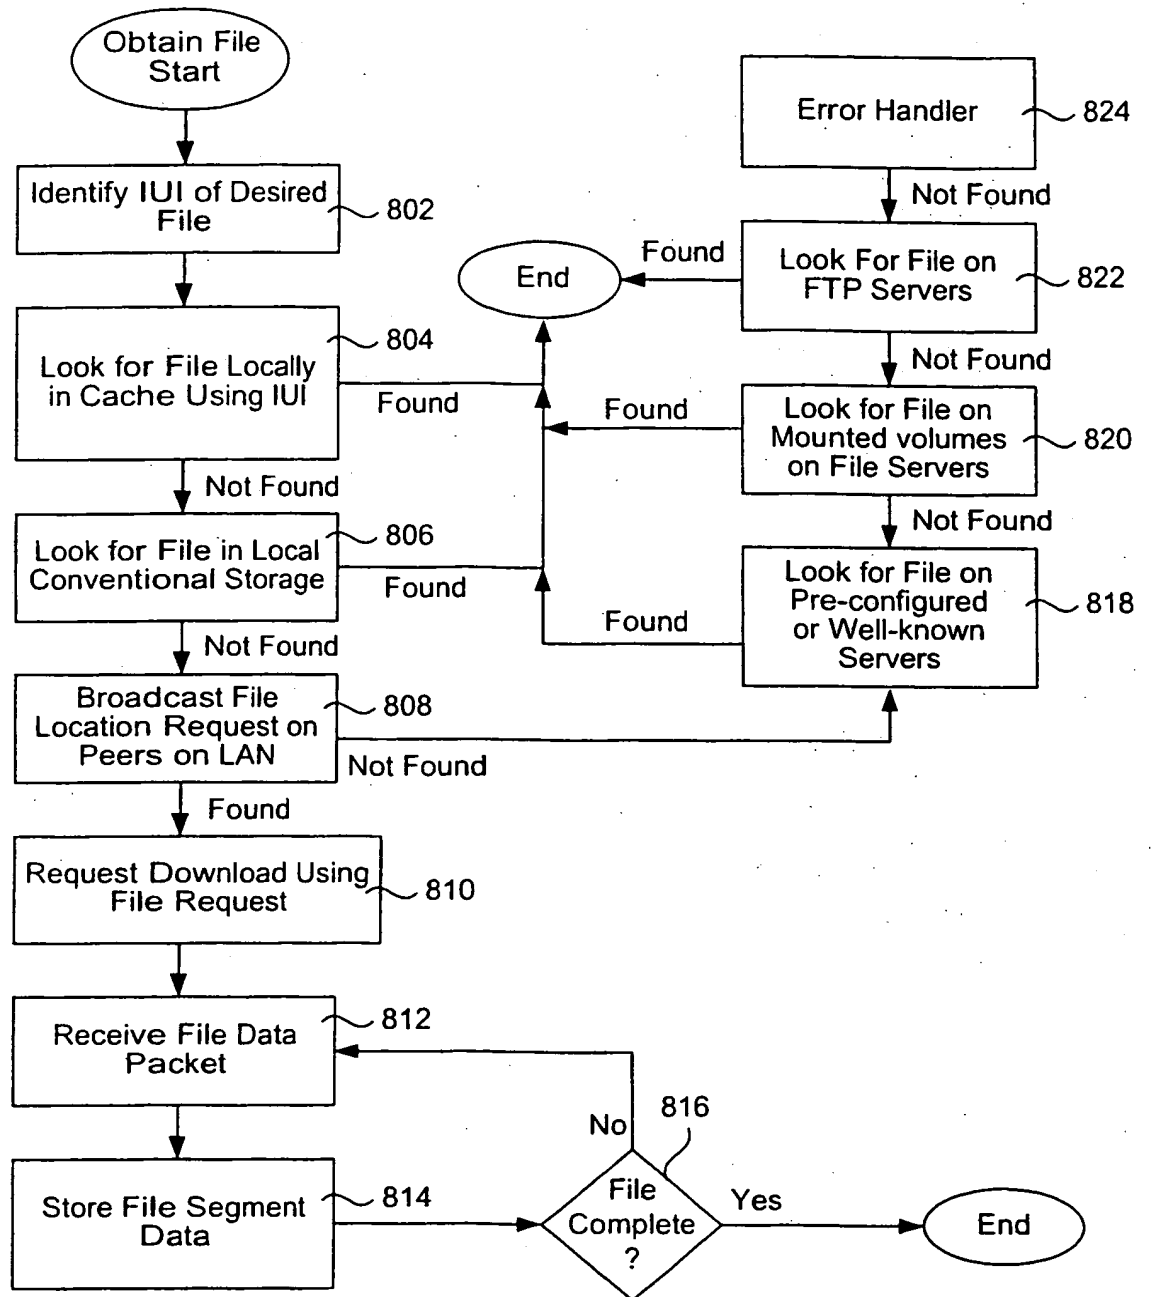 Obtain File
Start
Identify IUI of Desired
File
802
Look for File Locally
in Cache Using IUI
804
Found
Not Found
Look for File in Local
Conventional Storage
806
Found
Not Found
Broadcast File
Location Request on
Peers on LAN
808
Not Found
Found
Request Download Using
File Request
810
Receive File Data
Packet
812
Store File Segment
Data
814
File
Complete
?
816
No
Yes
End
Error Handler
824
Not Found
Look For File on
FTP Servers
822
Found
End
Not Found
Look for File on
Mounted volumes
on File Servers
820
Found
Not Found
Look for File on
Pre-configured
or Well-known
Servers
818
Found